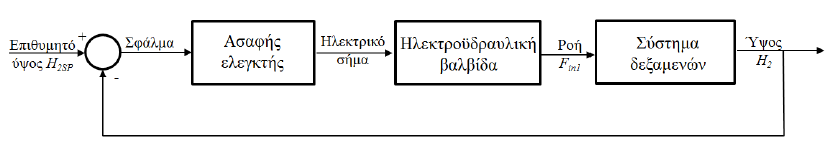 Επιθυμητό
ύψος H2SP
+
-
Σφάλμα
Ασαφής
ελεγκτής
Ηλεκτρικό
σήμα
Ηλεκτροϋδραυλική
βαλβίδα
Ροή
Fin1
Σύστημα
δεξαμενών
Ύψος
H2